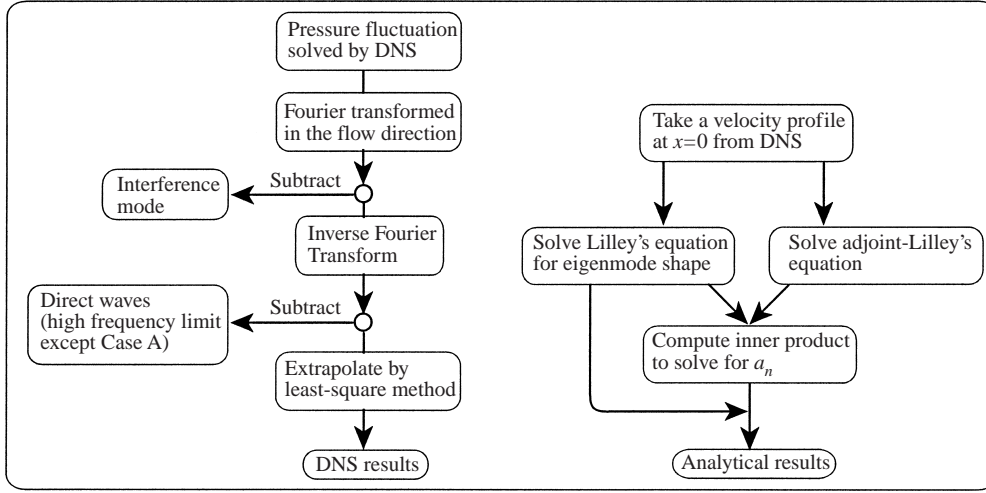 Pressure fluctuation
solved by DNS
Fourier transformed
in the flow direction
Subtract
Interference
mode
Inverse Fourier
Transform
Direct waves
(high frequency limit
except Case A)
Subtract
Extrapolate by
least-square method
DNS results
Take a velocity profile
at x=0 from DNS
Solve Lilley's equation
for eigenmode shape
Solve adjoint-Lilley's
equation
Compute inner product
to solve for aₙ
Analytical results